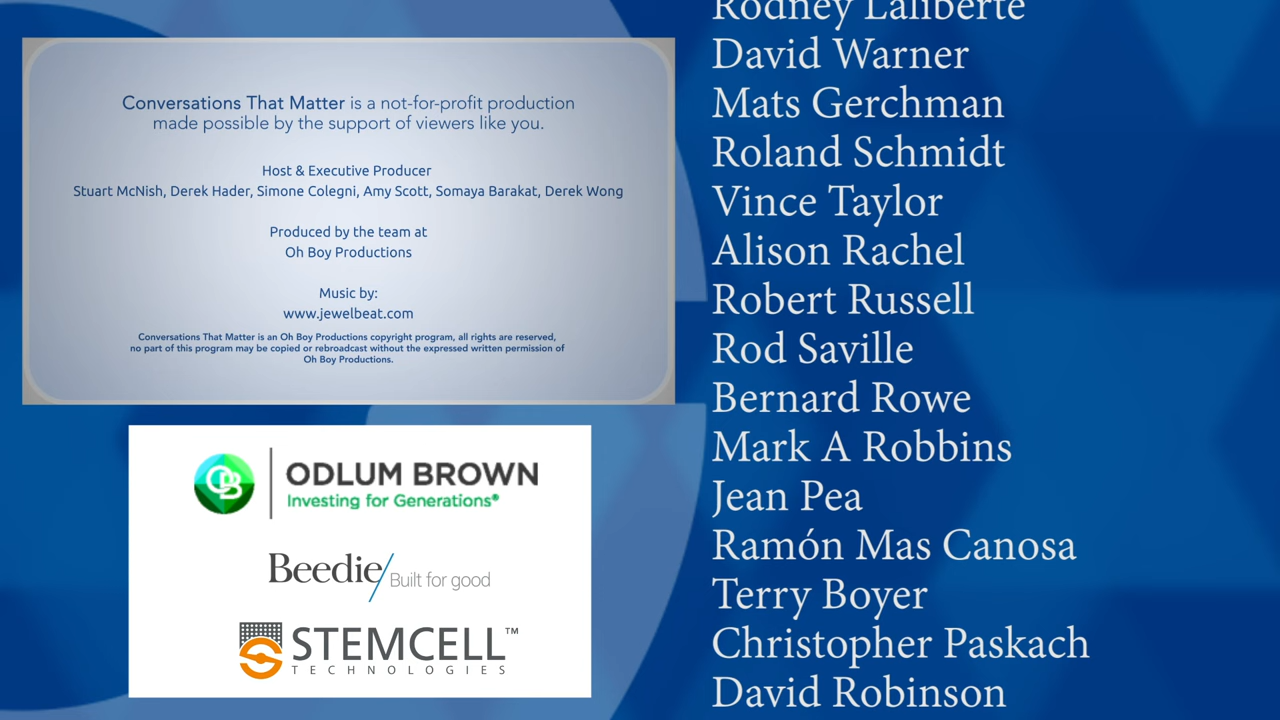 Conversations That Matter is a not-for-profit production
made possible by the support of viewers like you.
Host & Executive Producer
Stuart McNish, Derek Hader, Simone Colegni, Amy Scott, Somaya Barakat, Derek Wong
Produced by the team at
Oh Boy Productions
Music by:
www.jewelbeat.com
Conversations That Matter is an Oh Boy Productions copyright program, all rights are reserved,
no part of this program may be copied or rebroadcast without the expressed written permission of
Oh Boy Productions.
OB
ODLUM BROWN
Investing for Generations®
Beedie/ Built for good
STEMCELL™
TECHNOLOGIES
Rodney Laliberte
David Warner
Mats Gerchman
Roland Schmidt
Vince Taylor
Alison Rachel
Robert Russell
Rod Saville
Bernard Rowe
Mark A Robbins
Jean Pea
Ramón Mas Canosa
Terry Boyer
Christopher Paskach
David Robinson